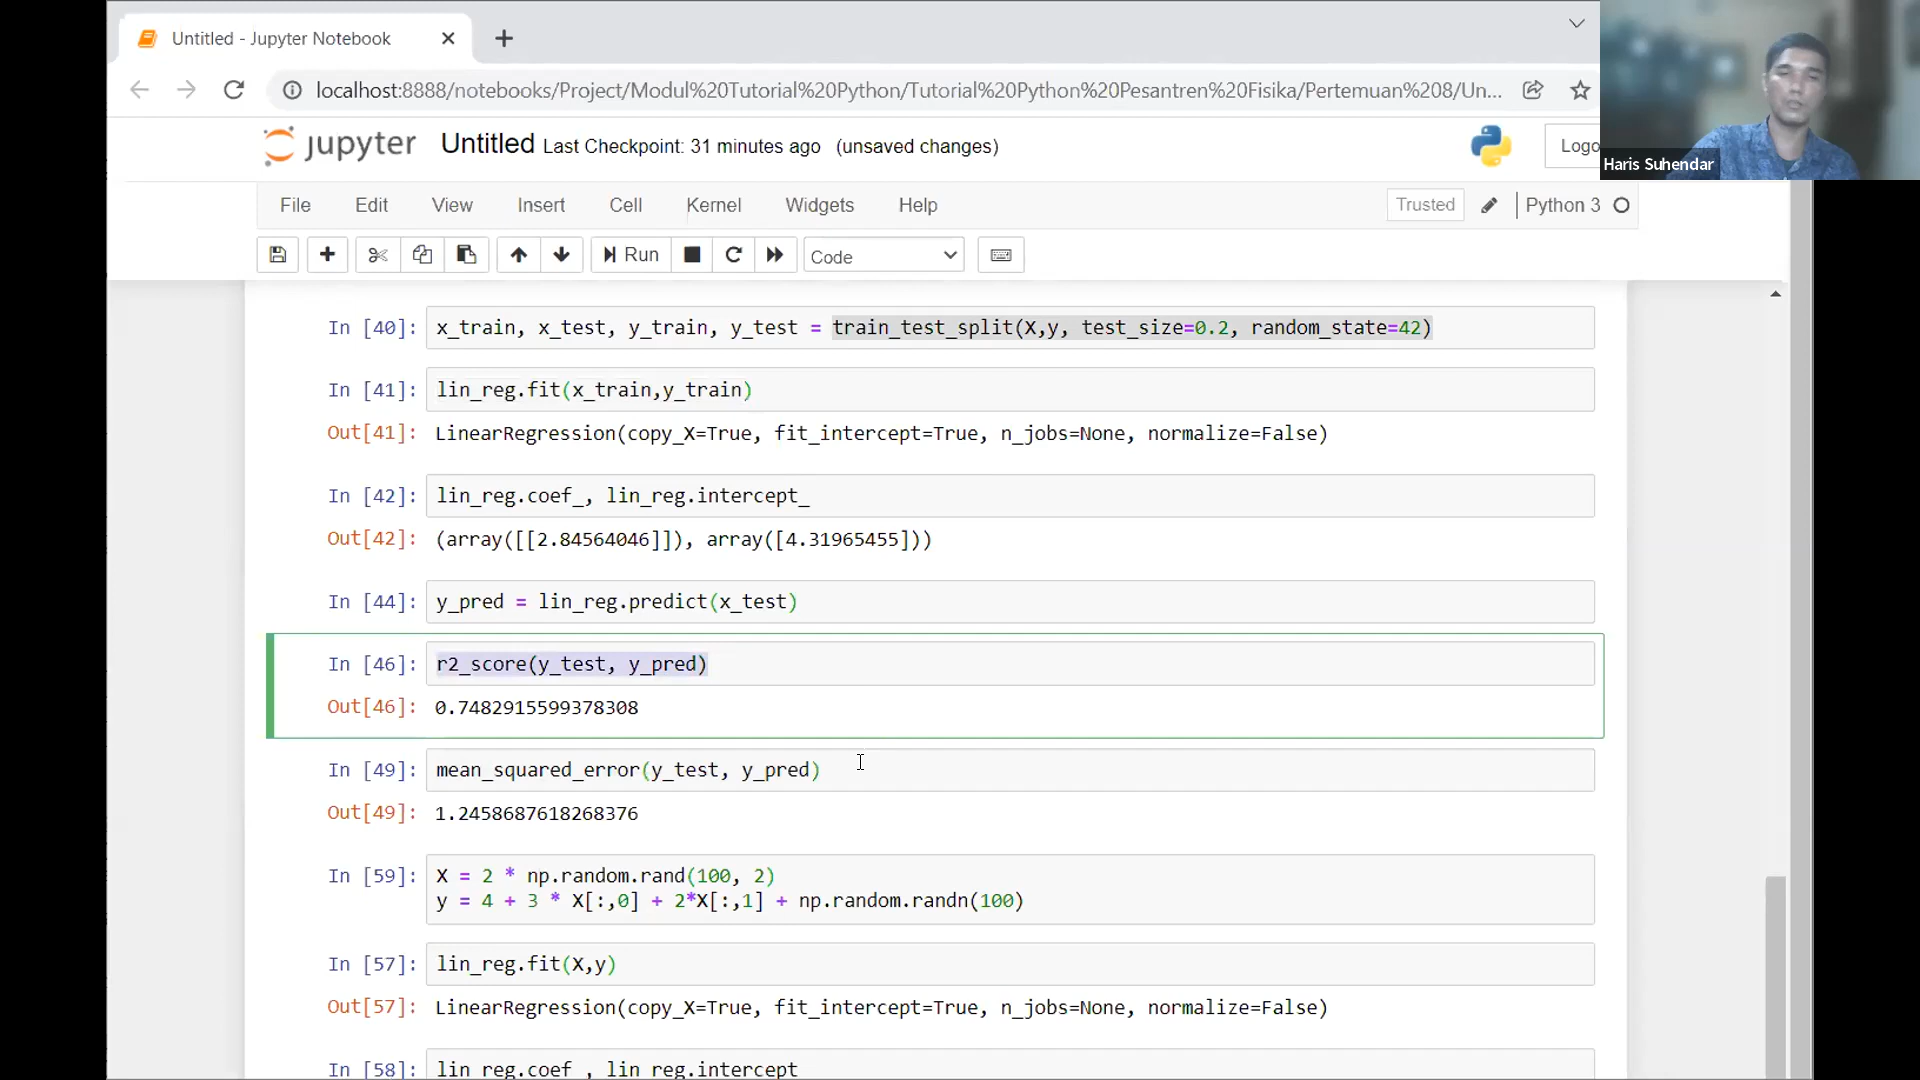 Untitled - Jupyter Notebook
localhost:8888/notebooks/Project/Modul%20Tutorial%20Python/Tutorial%20Python%20Pesantren%20Fisika/Pertemuan%208/Un...
jupyter Untitled Last Checkpoint: 31 minutes ago (unsaved changes)
Logo
Haris Suhendar
File Edit View Insert Cell Kernel Widgets Help Trusted Python 3
Run Code
In [40]: x_train, x_test, y_train, y_test = train_test_split(X,y, test_size=0.2, random_state=42)
In [41]: lin_reg.fit(x_train,y_train)
Out[41]: LinearRegression(copy_X=True, fit_intercept=True, n_jobs=None, normalize=False)
In [42]: lin_reg.coef_, lin_reg.intercept_
Out[42]: (array([[2.84564046]]), array([4.31965455]))
In [44]: y_pred = lin_reg.predict(x_test)
In [46]: r2_score(y_test, y_pred)
Out[46]: 0.7482915599378308
In [49]: mean_squared_error(y_test, y_pred)
Out[49]: 1.2458687618268376
In [59]: X = 2 * np.random.rand(100, 2)
y = 4 + 3 * X[:,0] + 2*X[:,1] + np.random.randn(100)
In [57]: lin_reg.fit(X,y)
Out[57]: LinearRegression(copy_X=True, fit_intercept=True, n_jobs=None, normalize=False)
In [58]: lin_reg.coef_, lin_reg.intercept_